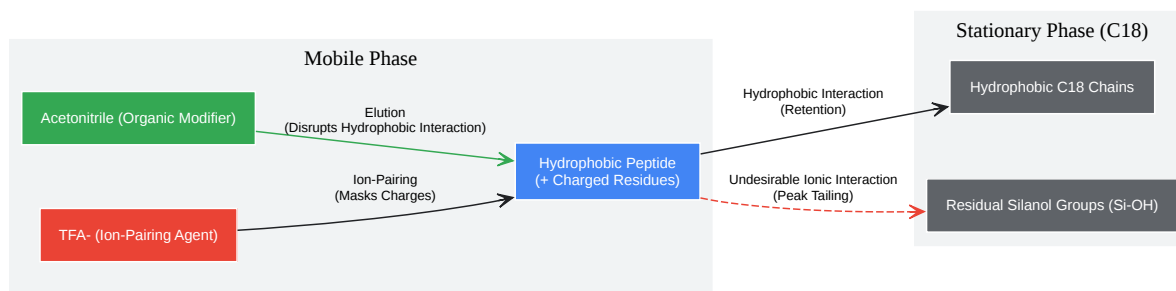 Mobile Phase
Acetonitrile (Organic Modifier)
TFA- (Ion-Pairing Agent)
Elution
(Disrupts Hydrophobic Interaction)
Ion-Pairing
(Masks Charges)
Hydrophobic Peptide
(+ Charged Residues)
Hydrophobic Interaction
(Retention)
Undesirable Ionic Interaction
(Peak Tailing)
Stationary Phase (C18)
Hydrophobic C18 Chains
Residual Silanol Groups (Si-OH)